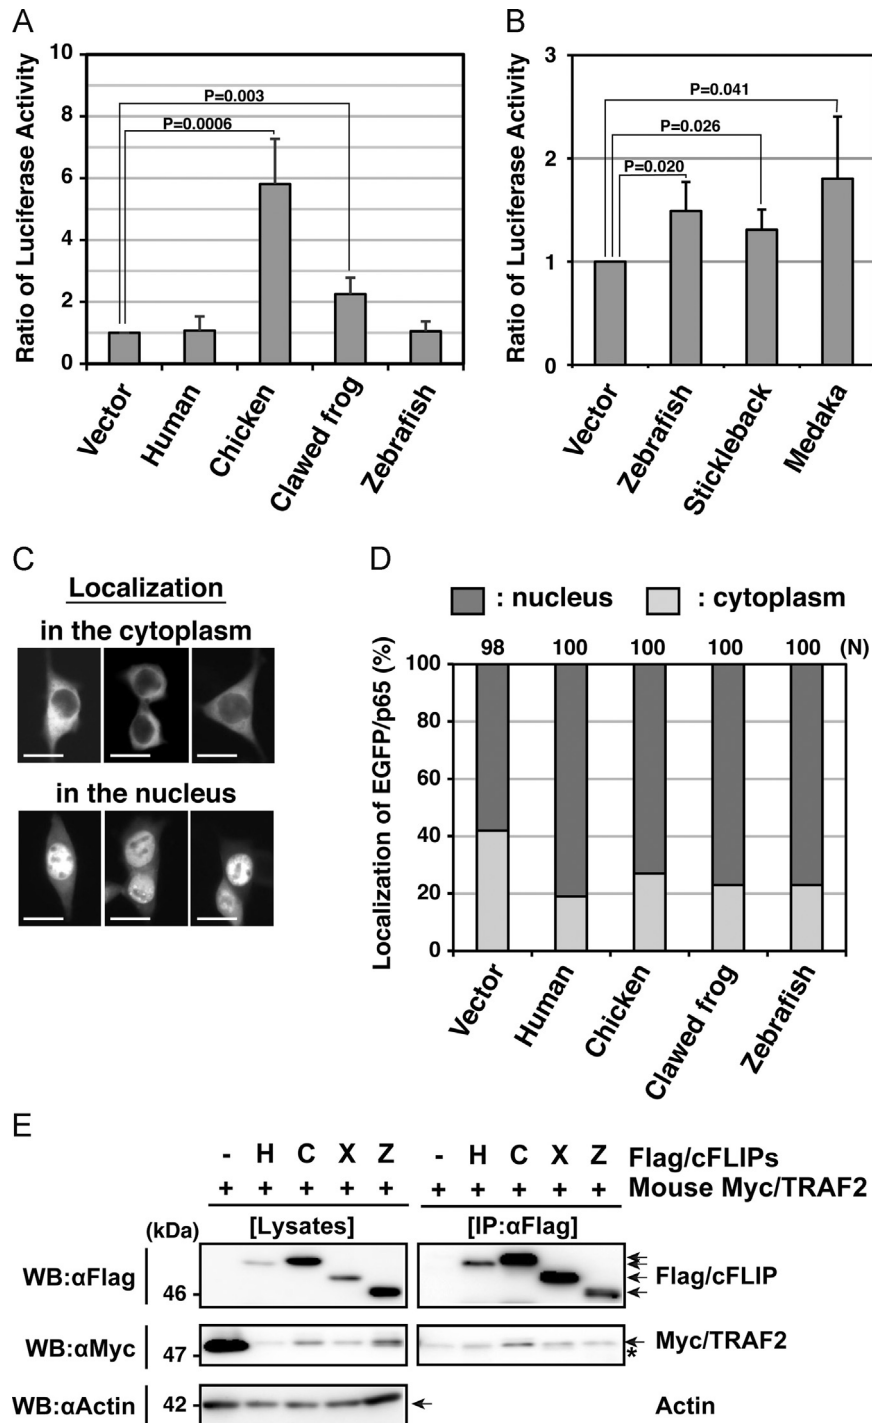 A
Ratio of Luciferase Activity
10
8
6
4
2
0
P=0.003
P=0.0006
Vector
Human
Chicken
Clawed frog
Zebrafish
B
Ratio of Luciferase Activity
3
2
1
0
P=0.041
P=0.026
P=0.020
Vector
Zebrafish
Stickleback
Medaka
C
Localization
in the cytoplasm
in the nucleus
D
: nucleus : cytoplasm
98 100 100 100 100 (N)
Localization of EGFP/p65 (%)
100
80
60
40
20
0
Vector
Human
Chicken
Clawed frog
Zebrafish
E
- H C X Z - H C X Z Flag/cFLIPs
+ + + + + + + + + + Mouse Myc/TRAF2
(kDa) [Lysates] [IP:αFlag]
WB:αFlag 46 Flag/cFLIP
WB:αMyc 47 Myc/TRAF2
*
WB:αActin 42 Actin